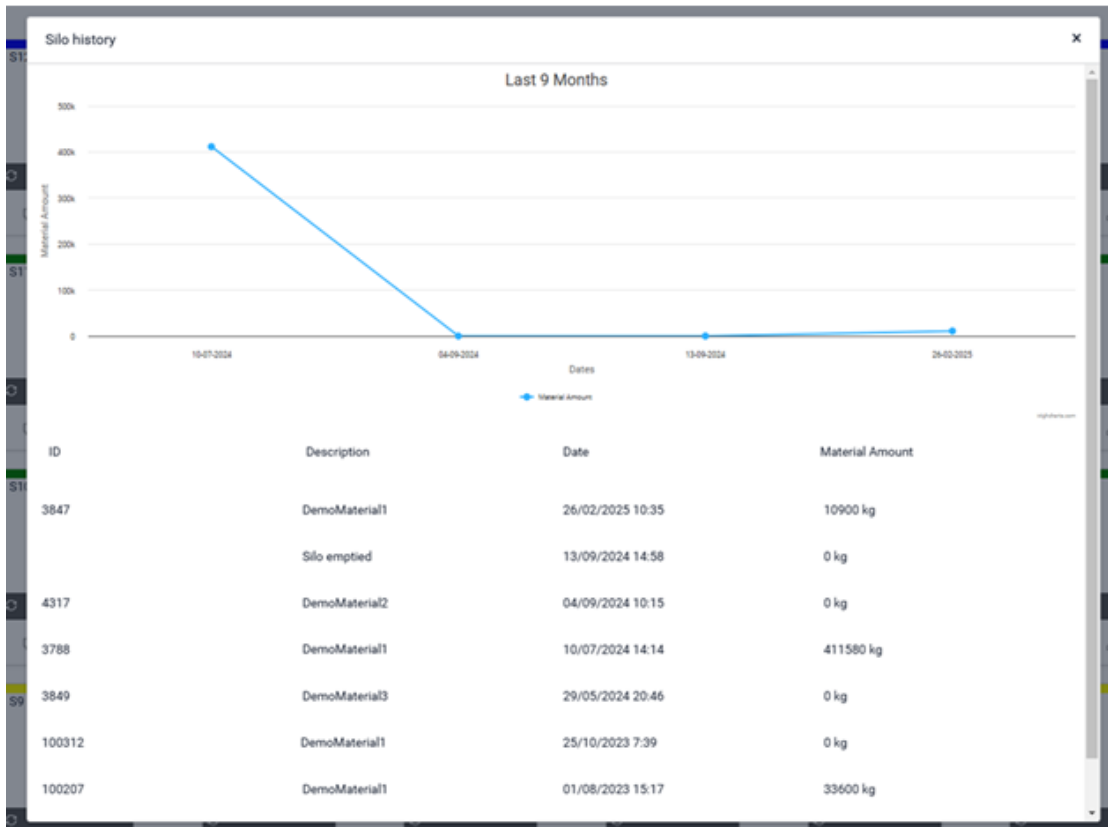 Silo history
×
Last 9 Months
500k
400k
300k
200k
100k
0
Material Amount
10-07-2024 04-09-2024 13-09-2024 26-02-2025
Dates
Material Amount
highcharts.com
ID Description Date Material Amount
3847 DemoMaterial1 26/02/2025 10:35 10900 kg
Silo emptied 13/09/2024 14:58 0 kg
4317 DemoMaterial2 04/09/2024 10:15 0 kg
3788 DemoMaterial1 10/07/2024 14:14 411580 kg
3849 DemoMaterial3 29/05/2024 20:46 0 kg
100312 DemoMaterial1 25/10/2023 7:39 0 kg
100207 DemoMaterial1 01/08/2023 15:17 33600 kg
S9